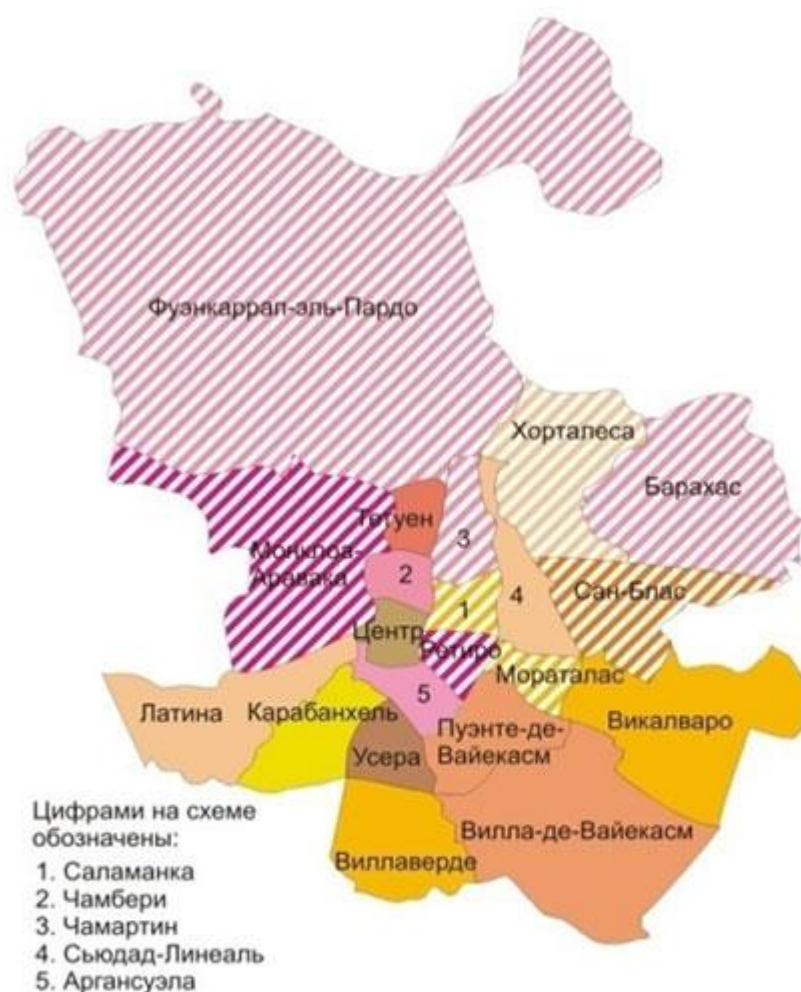 Фуэнкаррал-эль-Пардо
Хорталеса
Барахас
Тетуен
3
Монклоа-
Аравака
2
Сан-Блас
1
4
Центр
Ретиро
Мораталас
5
Латина
Карабанхель
Пуэнте-де-
Вайекасм
Викалваро
Усера
Вилла-де-Вайекасм
Виллаверде
Цифрами на схеме
обозначены:
1. Саламанка
2. Чамбери
3. Чамартин
4. Сьюдад-Линеаль
5. Аргансуэла